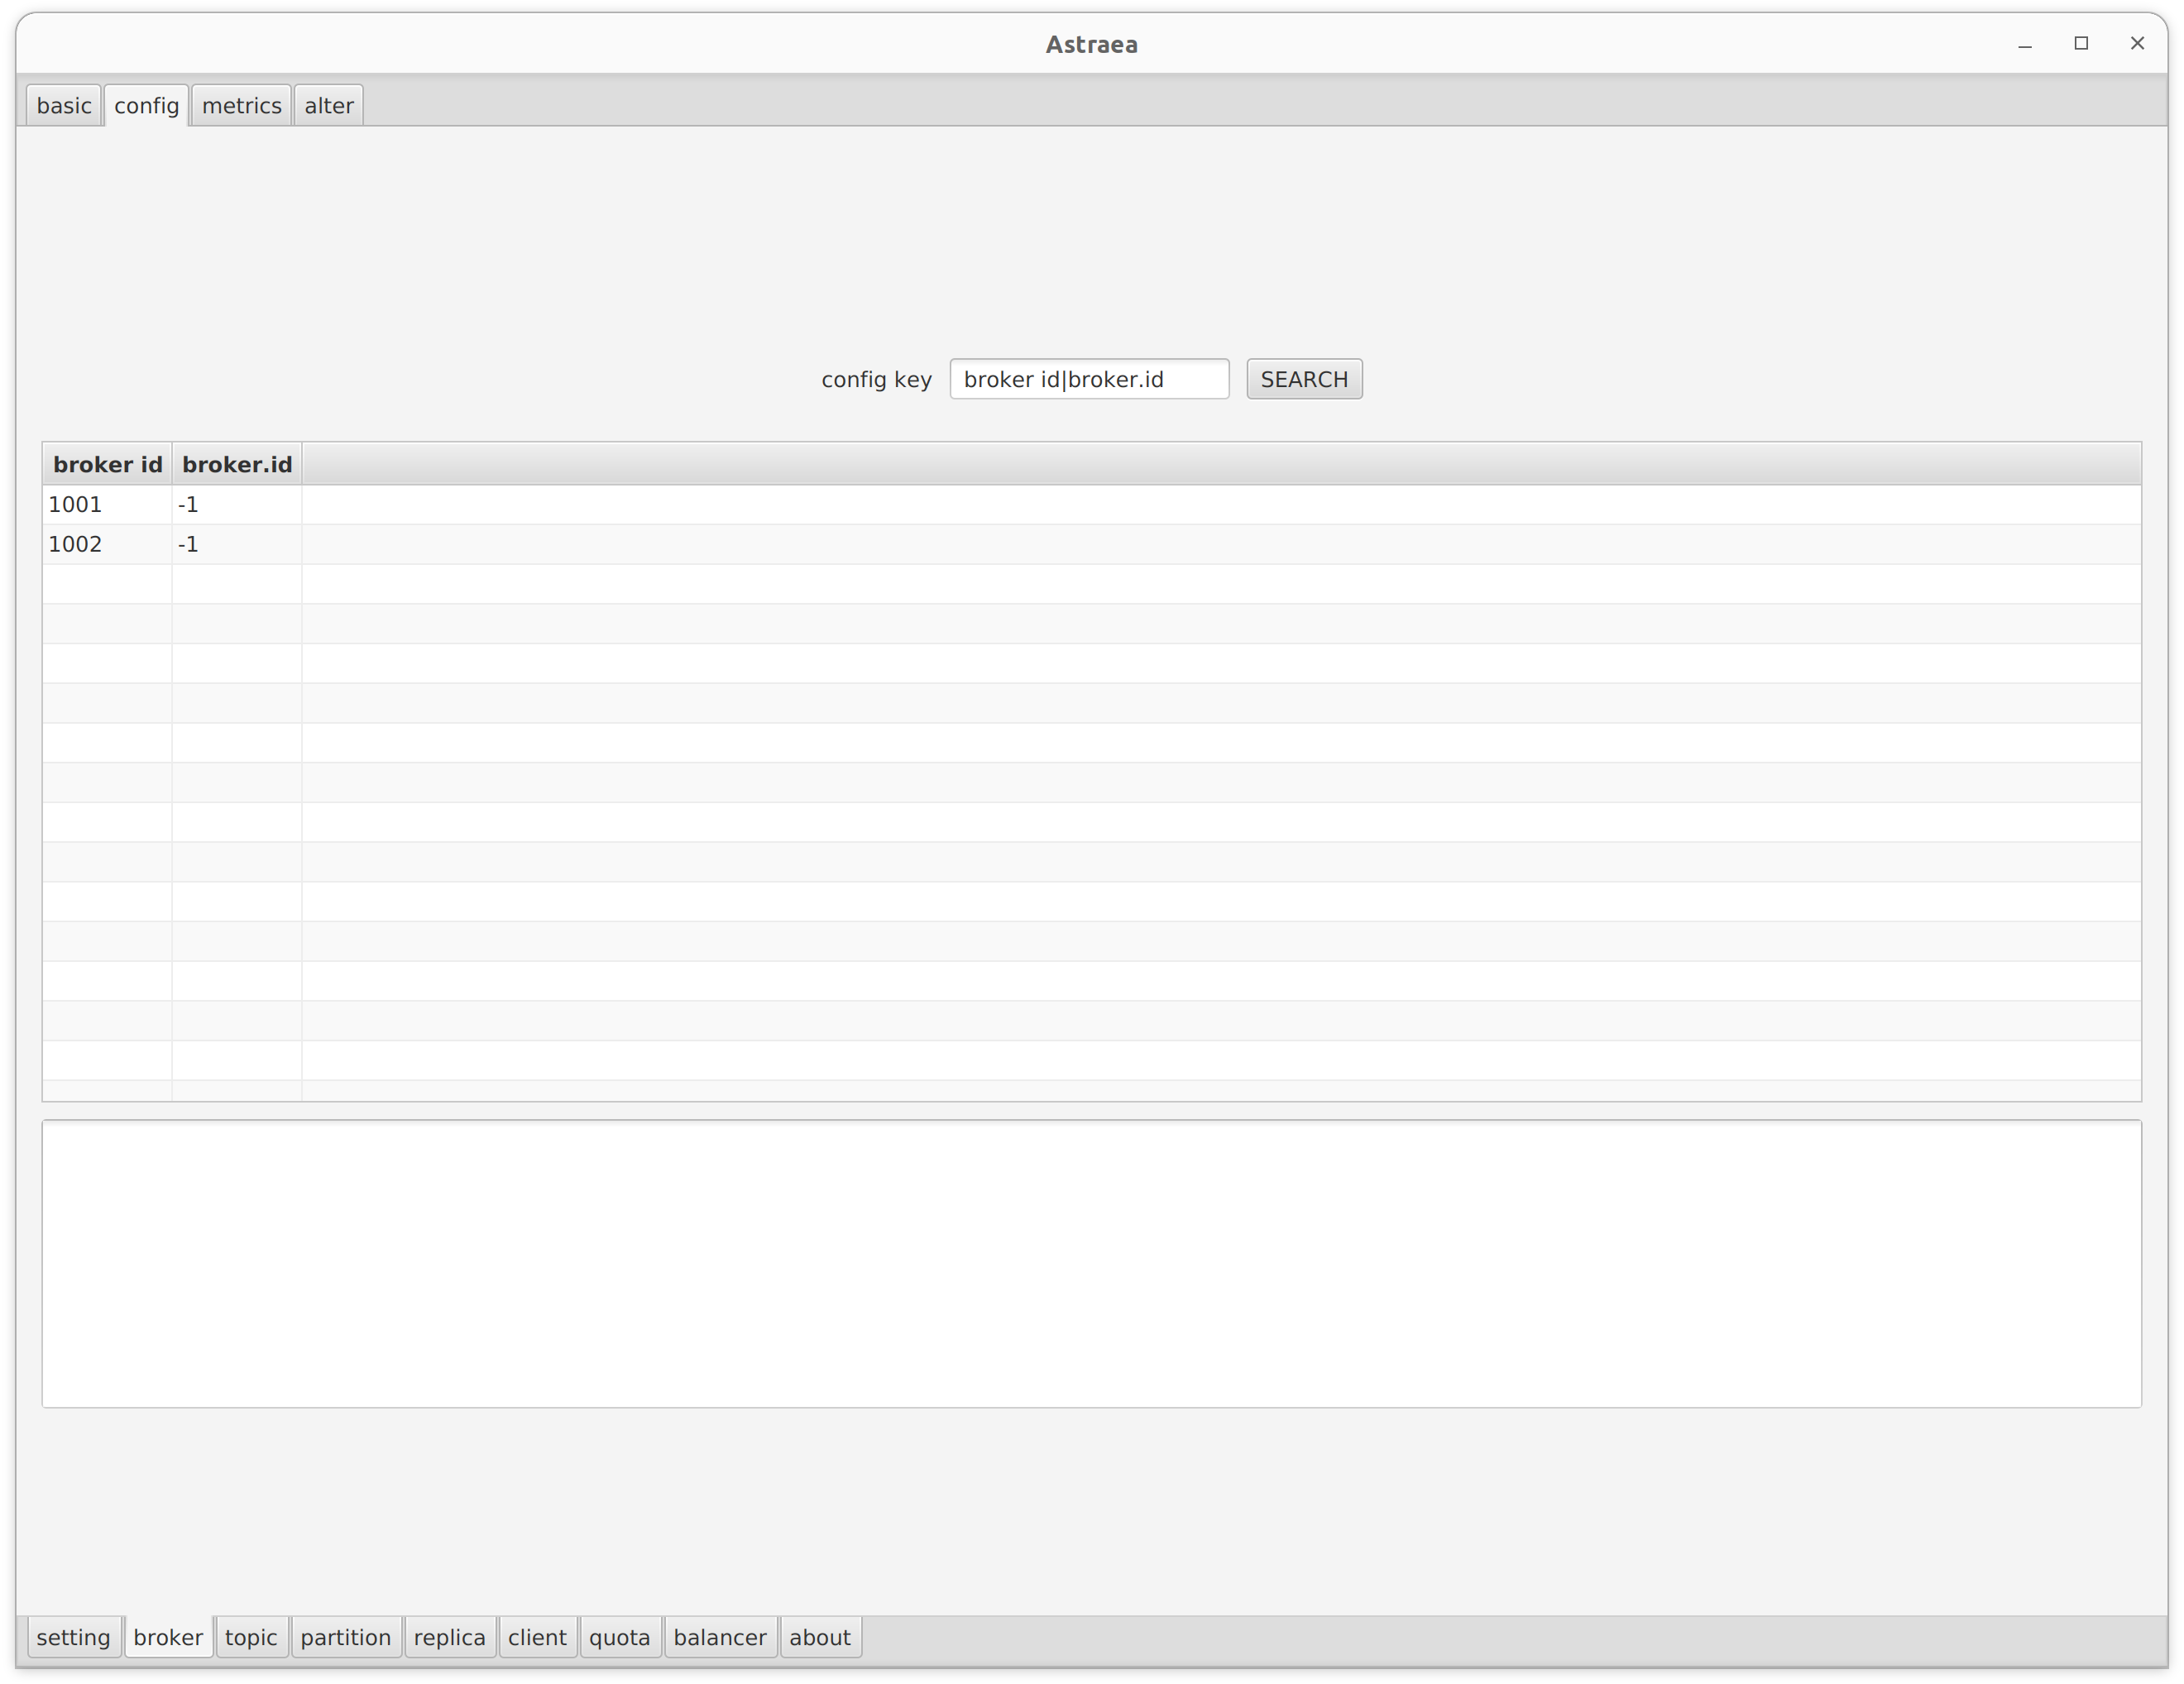 Astraea
basic config metrics alter
config key broker id|broker.id SEARCH
broker id broker.id
1001 -1
1002 -1
setting broker topic partition replica client quota balancer about